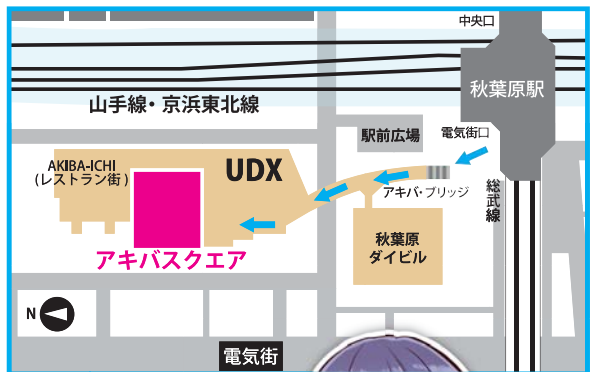 中央口
秋葉原駅
山手線・京浜東北線
駅前広場
電気街口
AKIBA-ICHI
(レストラン街)
UDX
アキバ・ブリッジ
総武線
秋葉原
ダイビル
アキバスクエア
N
電気街